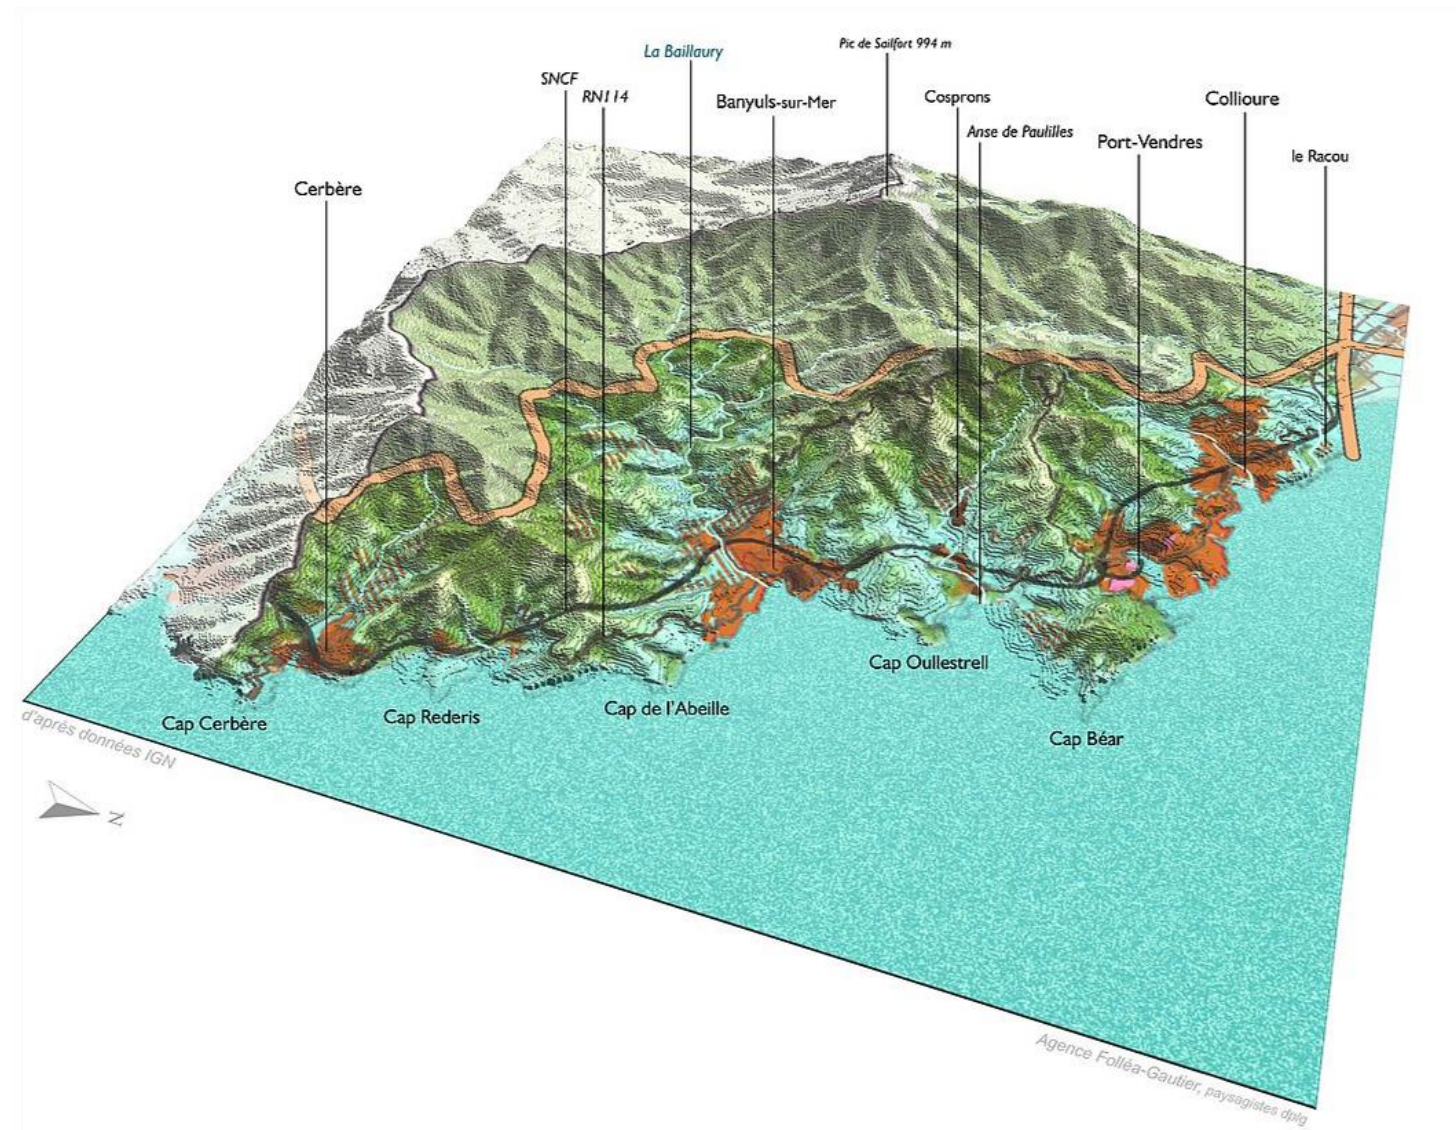 Pic de Sailfort 994 m
La Baillaury
SNCF
RN114
Banyuls-sur-Mer
Cosprons
Collioure
Anse de Paulilles
Port-Vendres
le Racou
Cerbère
Cap Oullestrell
Cap de l'Abeille
Cap Rederis
Cap Cerbère
Cap Béar
d'après données IGN
N
Agence Folléa-Gautier, paysagistes dplg